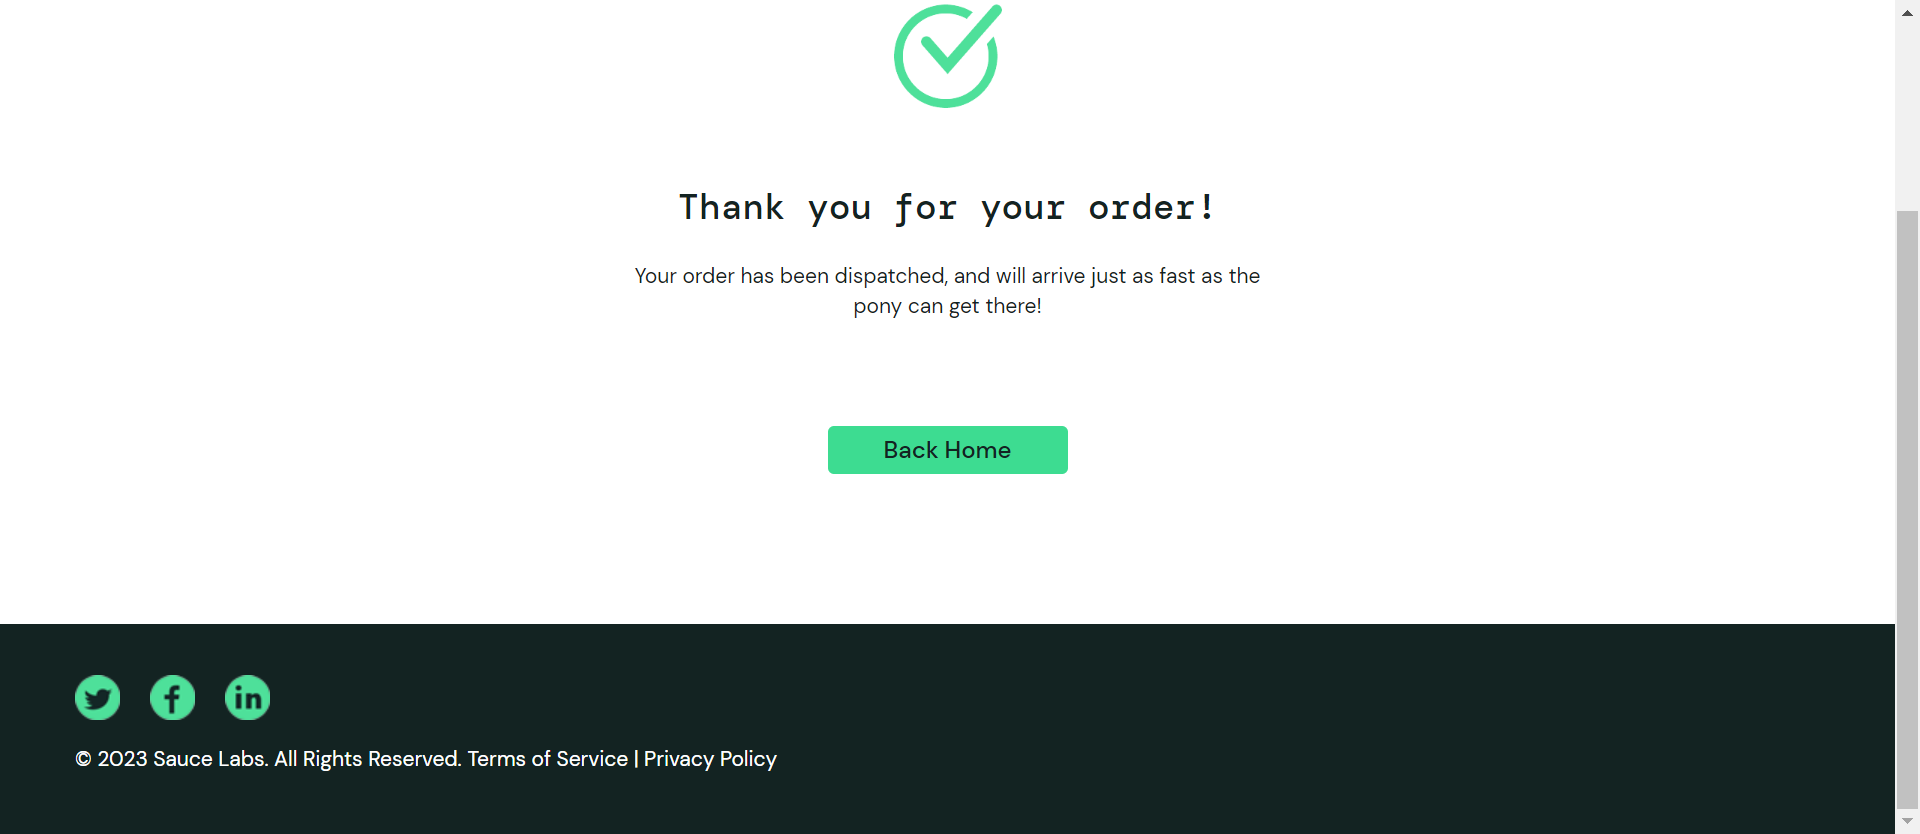 Thank you for your order!
Your order has been dispatched, and will arrive just as fast as the
pony can get there!
Back Home
© 2023 Sauce Labs. All Rights Reserved. Terms of Service | Privacy Policy